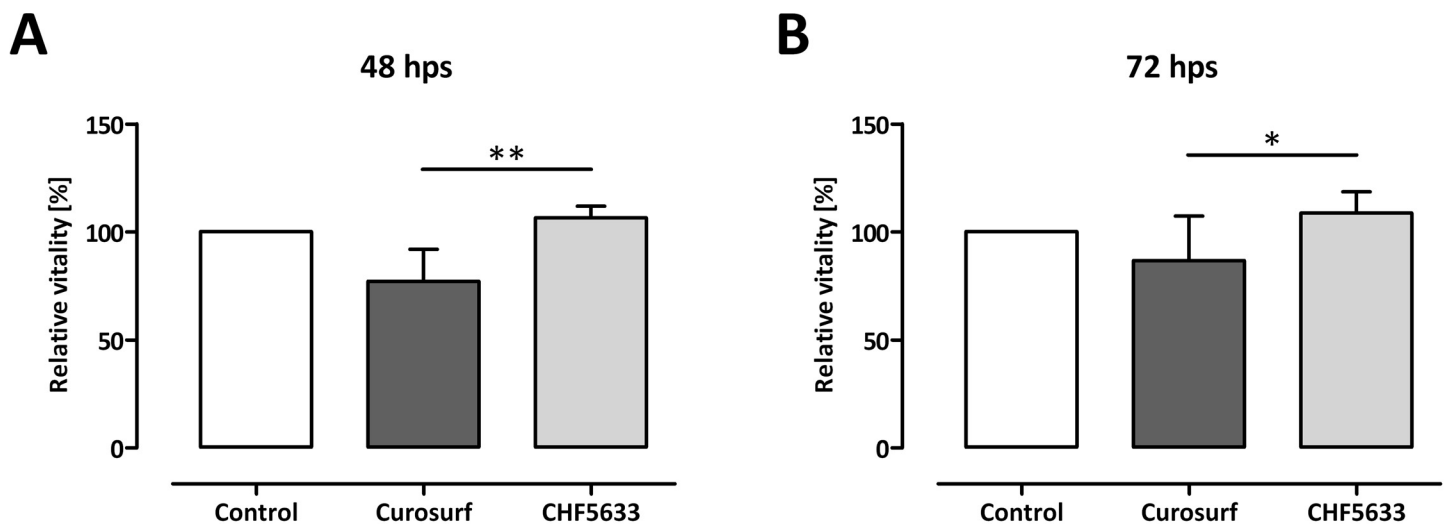 A
48 hps
Relative vitality [%]
150
100
50
0
**
Control Curosurf CHF5633
B
72 hps
Relative vitality [%]
150
100
50
0
*
Control Curosurf CHF5633